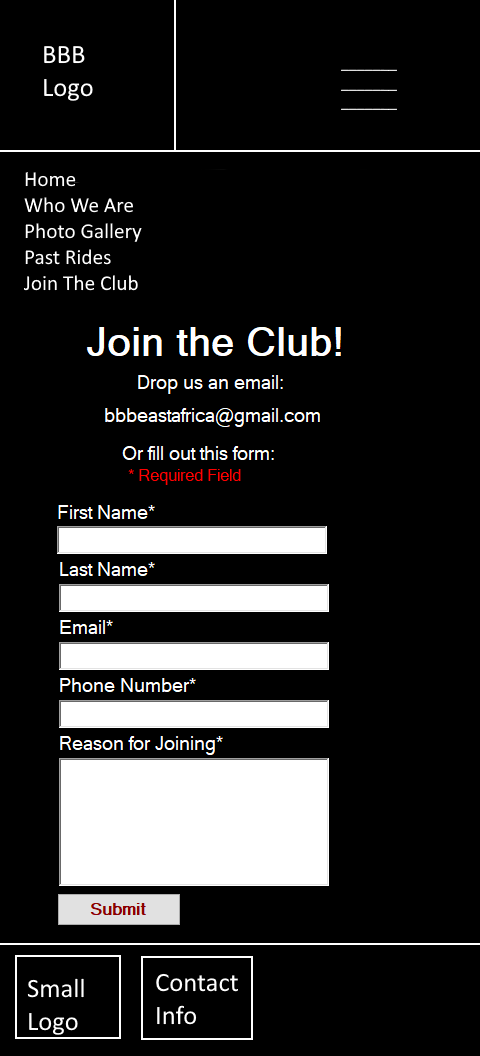 BBB
Logo
Home
Who We Are
Photo Gallery
Past Rides
Join The Club
Join the Club!
Drop us an email:
bbbeastafrica@gmail.com
Or fill out this form:
* Required Field
First Name*
Last Name*
Email*
Phone Number*
Reason for Joining*
Submit
Small
Logo
Contact
Info